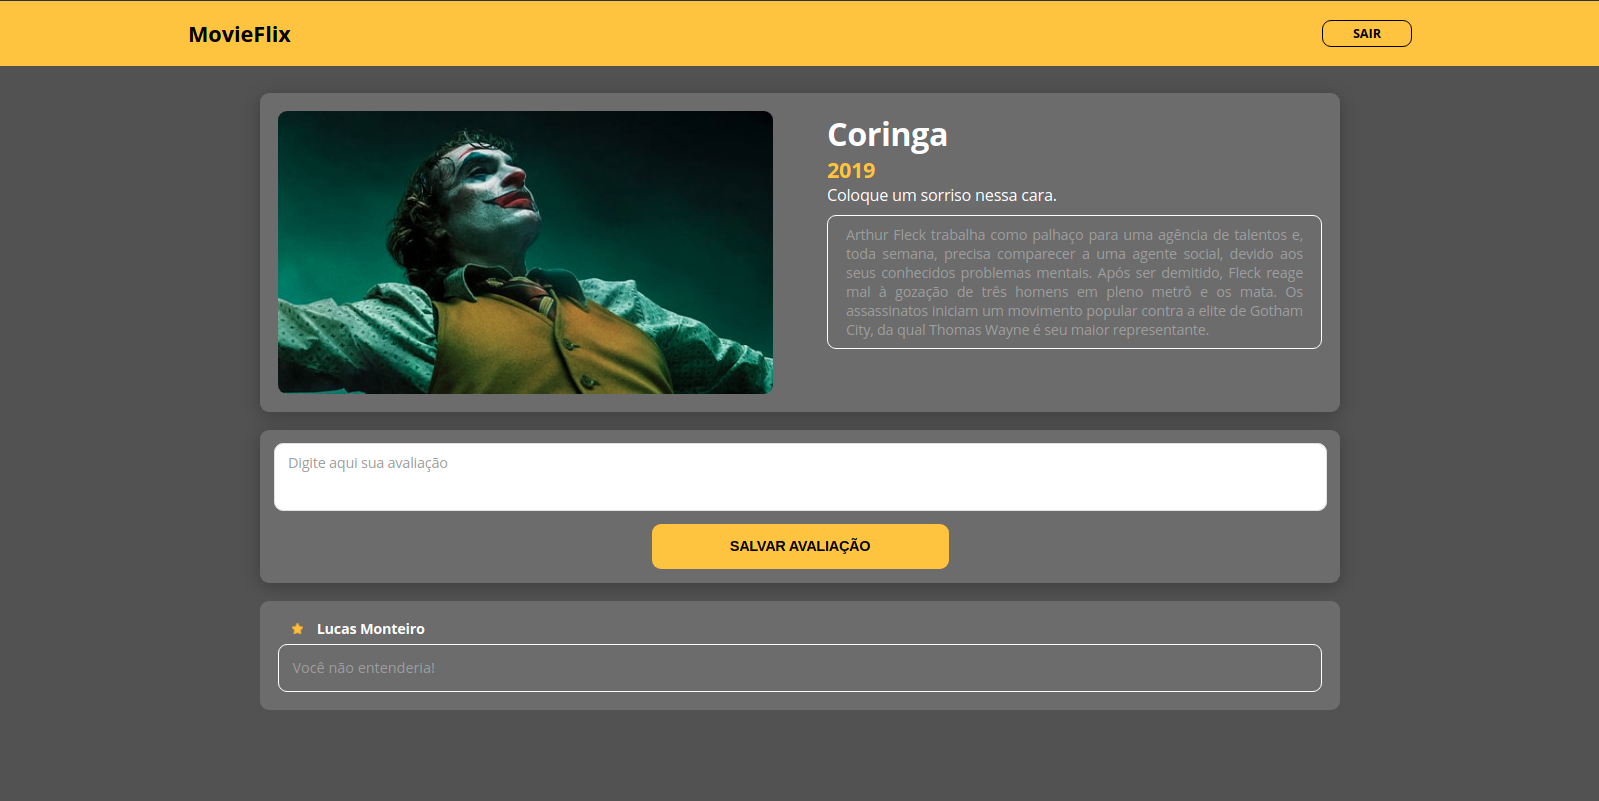 MovieFlix
SAIR
Coringa
2019
Coloque um sorriso nessa cara.
Arthur Fleck trabalha como palhaço para uma agência de talentos e,
toda semana, precisa comparecer a uma agente social, devido aos
seus conhecidos problemas mentais. Após ser demitido, Fleck reage
mal à gozação de três homens em pleno metrô e os mata. Os
assassinatos iniciam um movimento popular contra a elite de Gotham
City, da qual Thomas Wayne é seu maior representante.
Digite aqui sua avaliação
SALVAR AVALIAÇÃO
Lucas Monteiro
Você não entenderia!